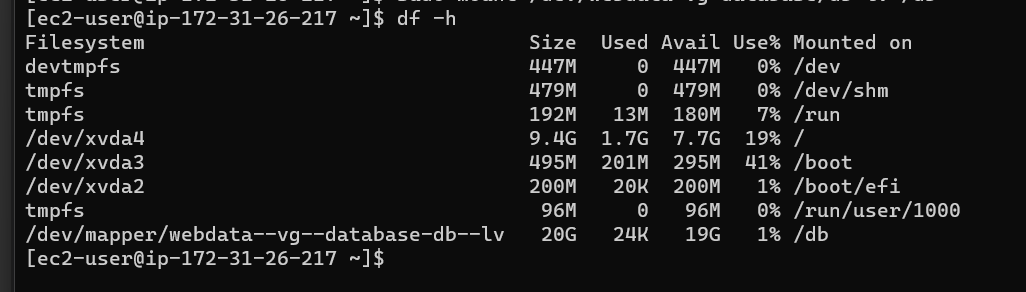 [ec2-user@ip-172-31-26-217 ~]$ df -h
Filesystem                               Size  Used Avail Use% Mounted on
devtmpfs                                 447M     0  447M   0% /dev
tmpfs                                    479M     0  479M   0% /dev/shm
tmpfs                                    192M   13M  180M   7% /run
/dev/xvda4                               9.4G  1.7G  7.7G  19% /
/dev/xvda3                               495M  201M  295M  41% /boot
/dev/xvda2                               200M   20K  200M   1% /boot/efi
tmpfs                                     96M     0   96M   0% /run/user/1000
/dev/mapper/webdata--vg--database-db--lv   20G   24K   19G   1% /db
[ec2-user@ip-172-31-26-217 ~]$